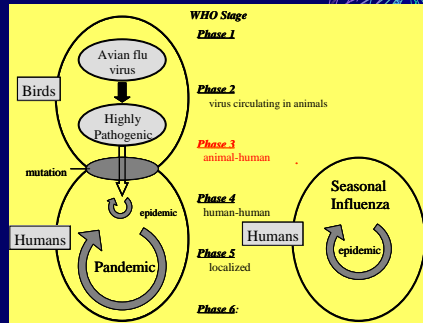 WHO Stage
Phase 1
Avian flu
virus
Birds
Phase 2
virus circulating in animals
Highly
Pathogenic
Phase 3
animal-human
mutation
Phase 4
human-human
epidemic
Humans
Pandemic
Phase 5
localized
Phase 6:
Seasonal
Influenza
Humans
epidemic